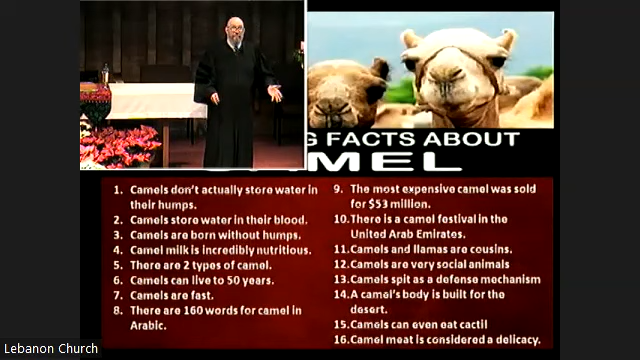 G FACTS ABOUT
AMEL
1. Camels don't actually store water in
their humps.
2. Camels store water in their blood.
3. Camels are born without humps.
4. Camel milk is incredibly nutritious.
5. There are 2 types of camel.
6. Camels can live to 50 years.
7. Camels are fast.
8. There are 160 words for camel in
Arabic.
9. The most expensive camel was sold
for $53 million.
10. There is a camel festival in the
United Arab Emirates.
11. Camels and llamas are cousins.
12. Camels are very social animals
13. Camels spit as a defense mechanism
14. A camel's body is built for the
desert.
15. Camels can even eat cactil
16. Camel meat is considered a delicacy.
Lebanon Church